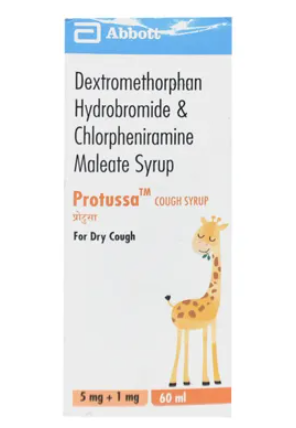 Abbott
Dextromethorphan
Hydrobromide &
Chlorpheniramine
Maleate Syrup
Protussa™ COUGH SYRUP
प्रोटुसा
For Dry Cough
5 mg + 1 mg
60 ml